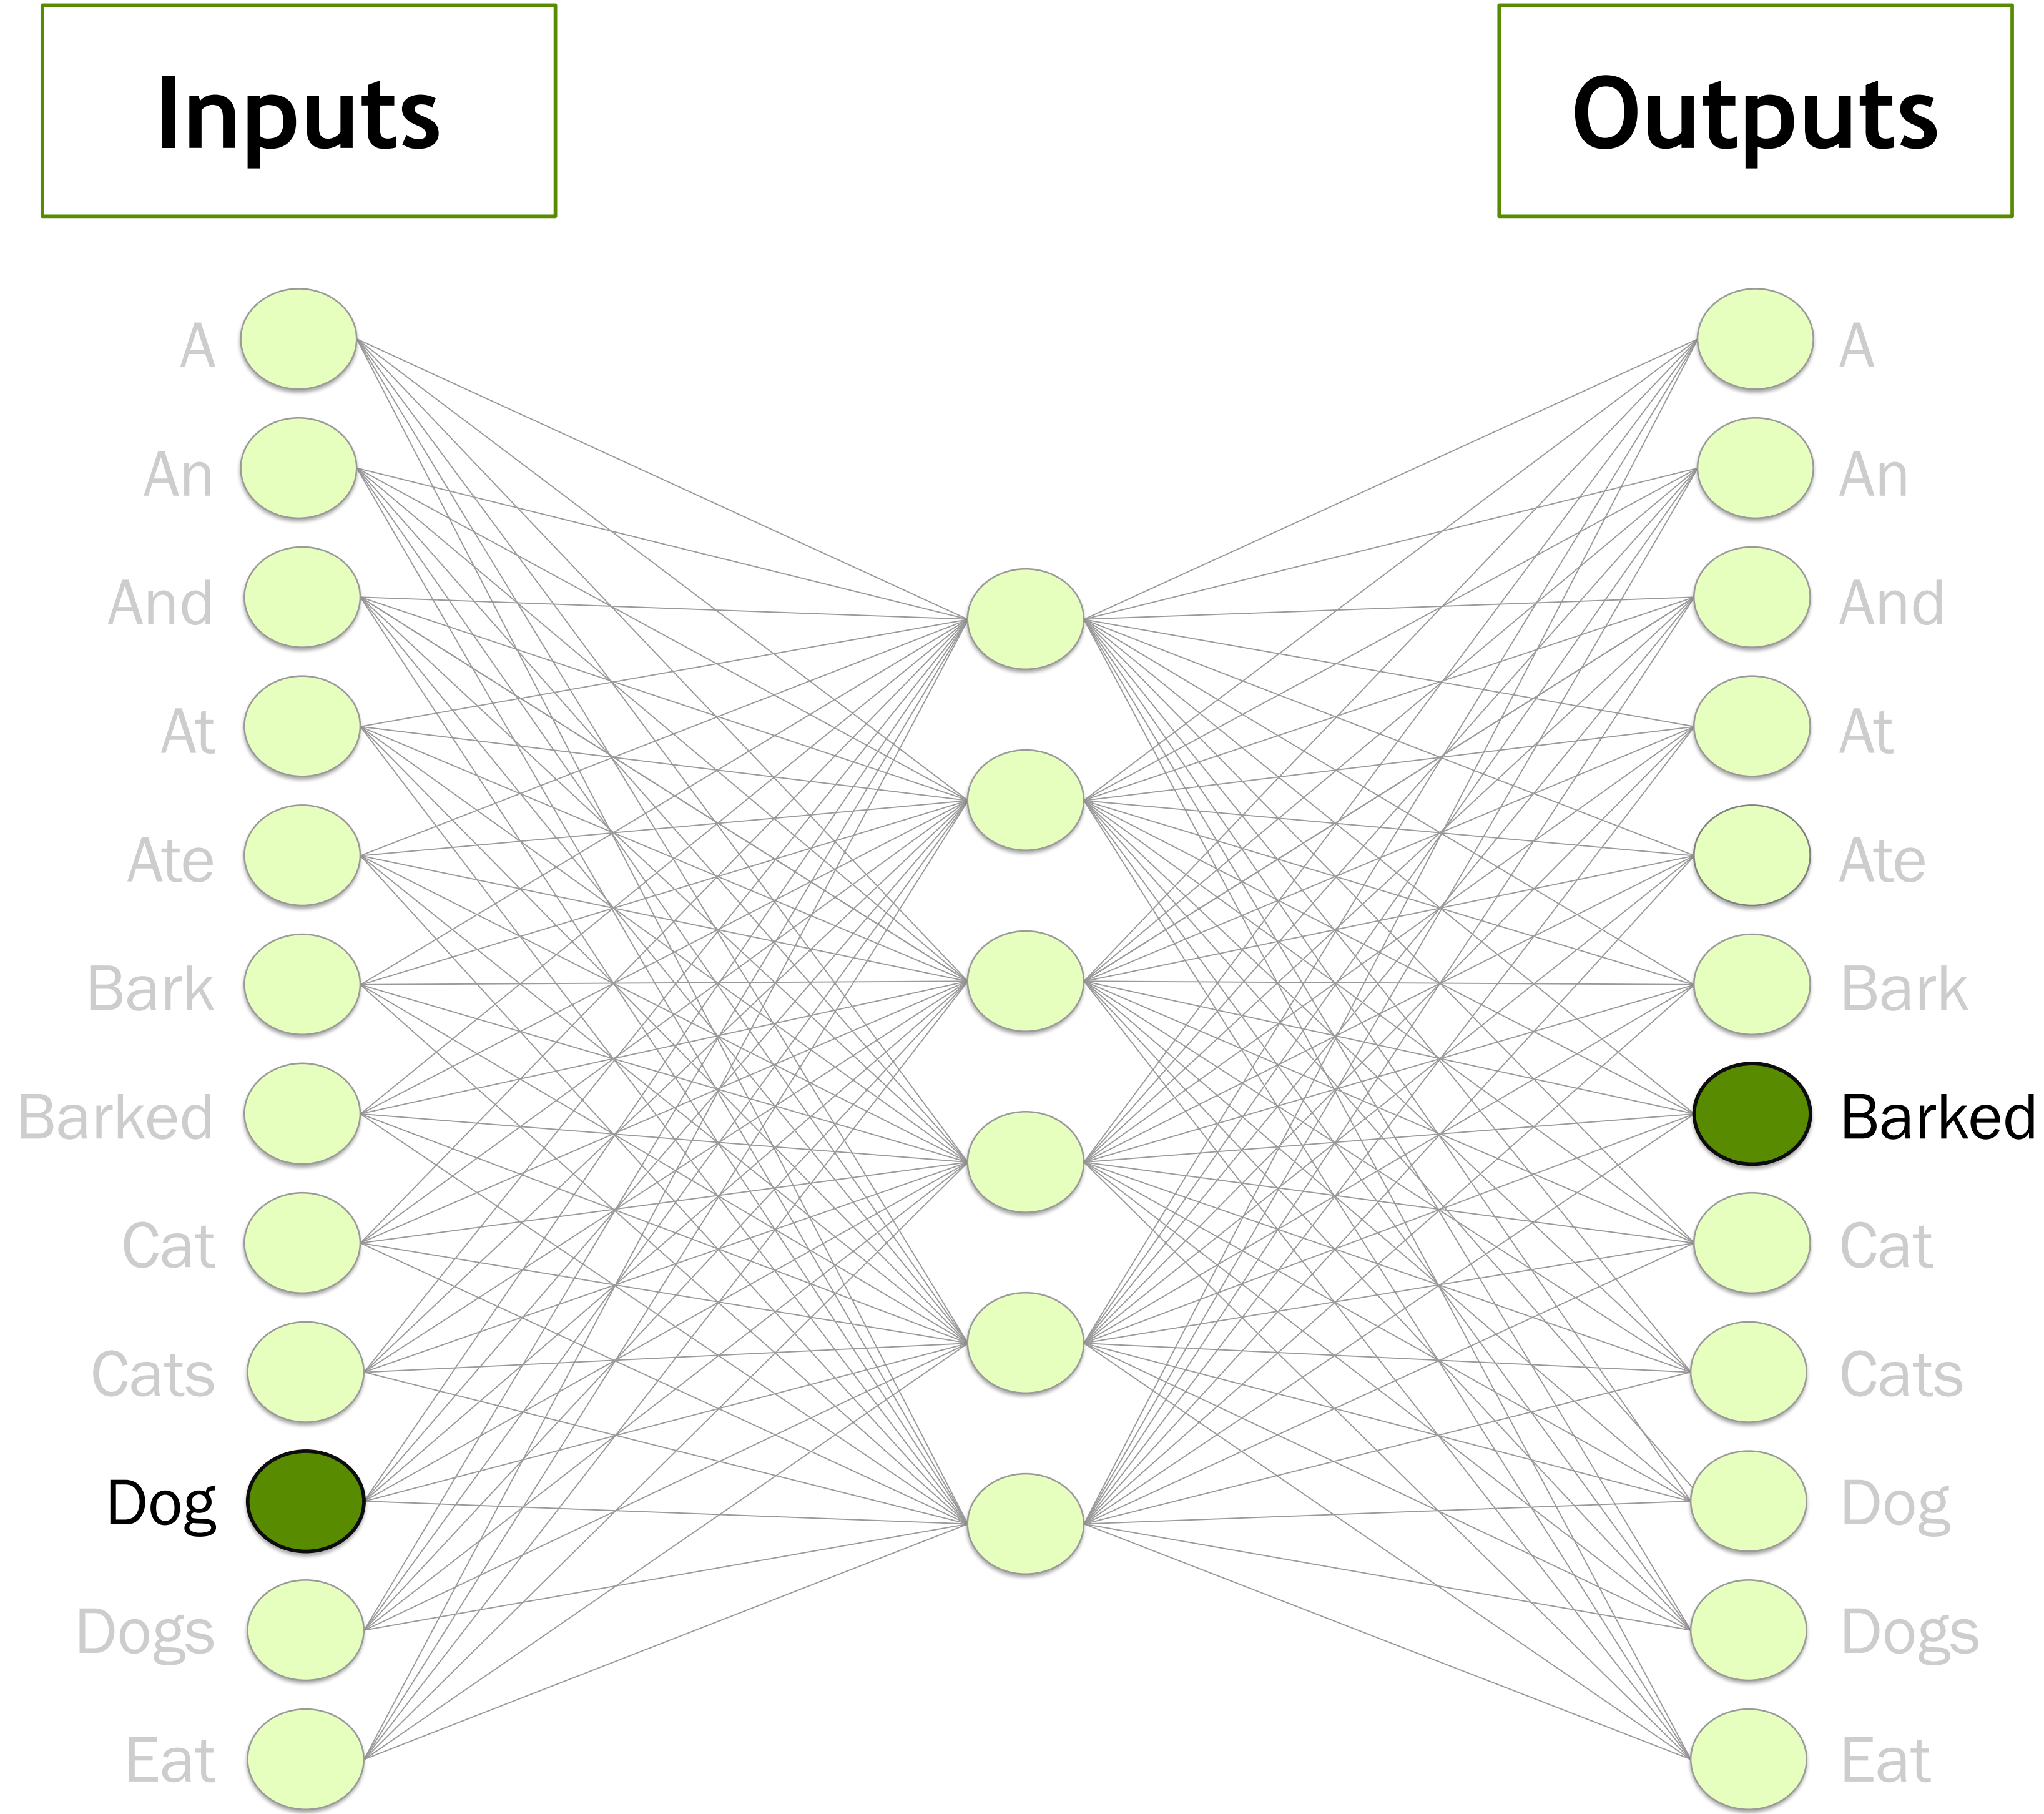 Inputs
Outputs
A
A
An
An
And
And
At
At
Ate
Ate
Bark
Bark
Barked
Barked
Cat
Cat
Cats
Cats
Dog
Dog
Dogs
Dogs
Eat
Eat